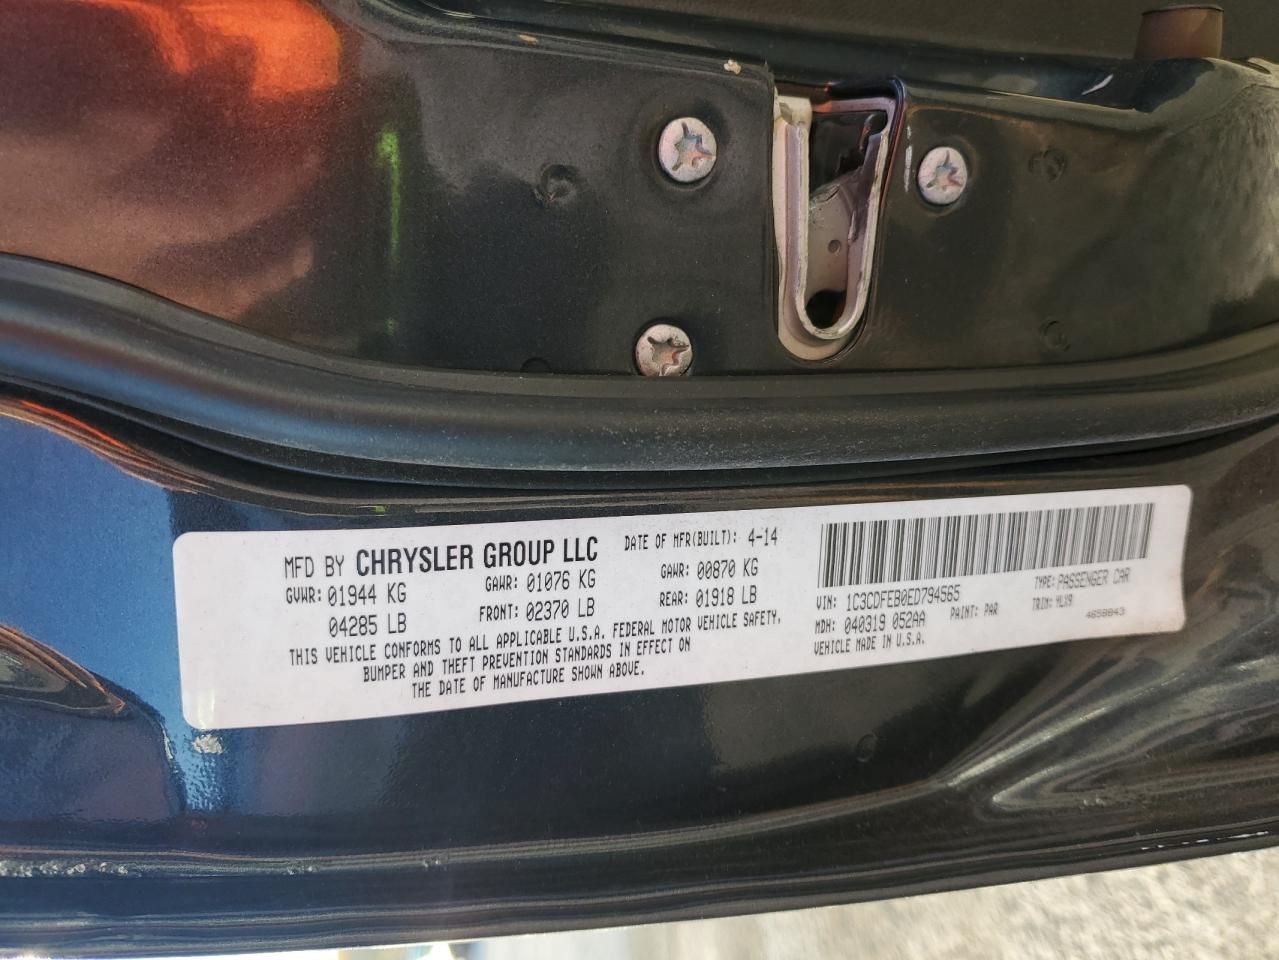 MFD BY CHRYSLER GROUP LLC DATE OF MFR(BUILT): 4-14
GVWR: 01944 KG GAWR: 01076 KG GAWR: 00870 KG
04285 LB FRONT: 02370 LB REAR: 01918 LB
THIS VEHICLE CONFORMS TO ALL APPLICABLE U.S.A. FEDERAL MOTOR VEHICLE SAFETY,
BUMPER AND THEFT PREVENTION STANDARDS IN EFFECT ON
THE DATE OF MANUFACTURE SHOWN ABOVE.
VIN: 1C3CDFEB0ED794565 TYPE: PASSENGER CAR
MDH: 040319 052AA PAINT: PAR TRIM: YLX9
VEHICLE MADE IN U.S.A. 4658843